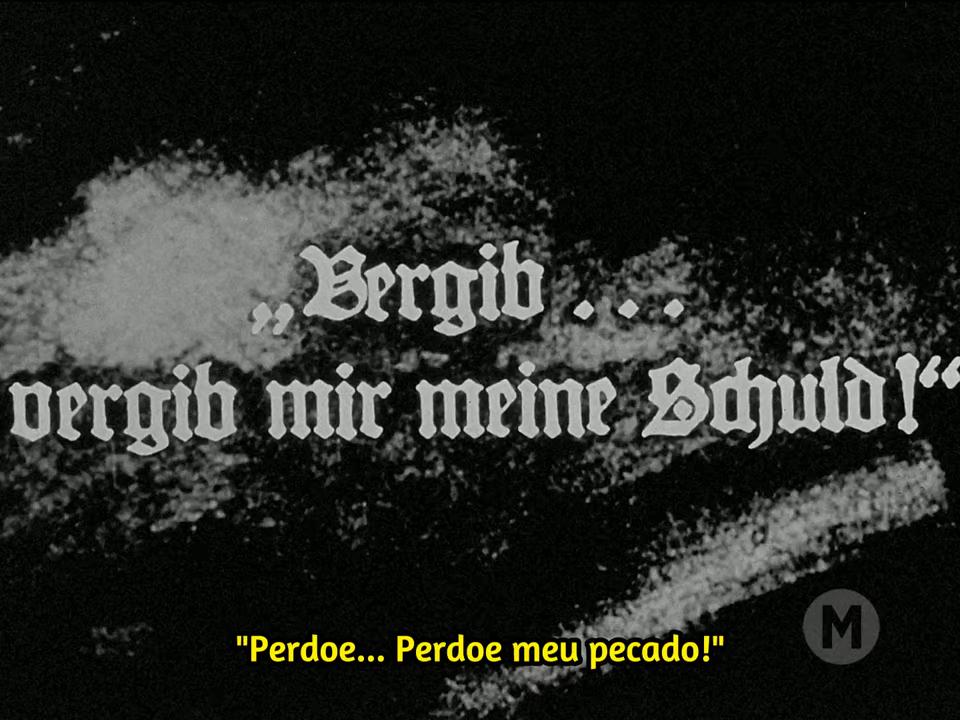 „Vergib . . .
vergib mir meine Schuld!“
"Perdoe... Perdoe meu pecado!"
M